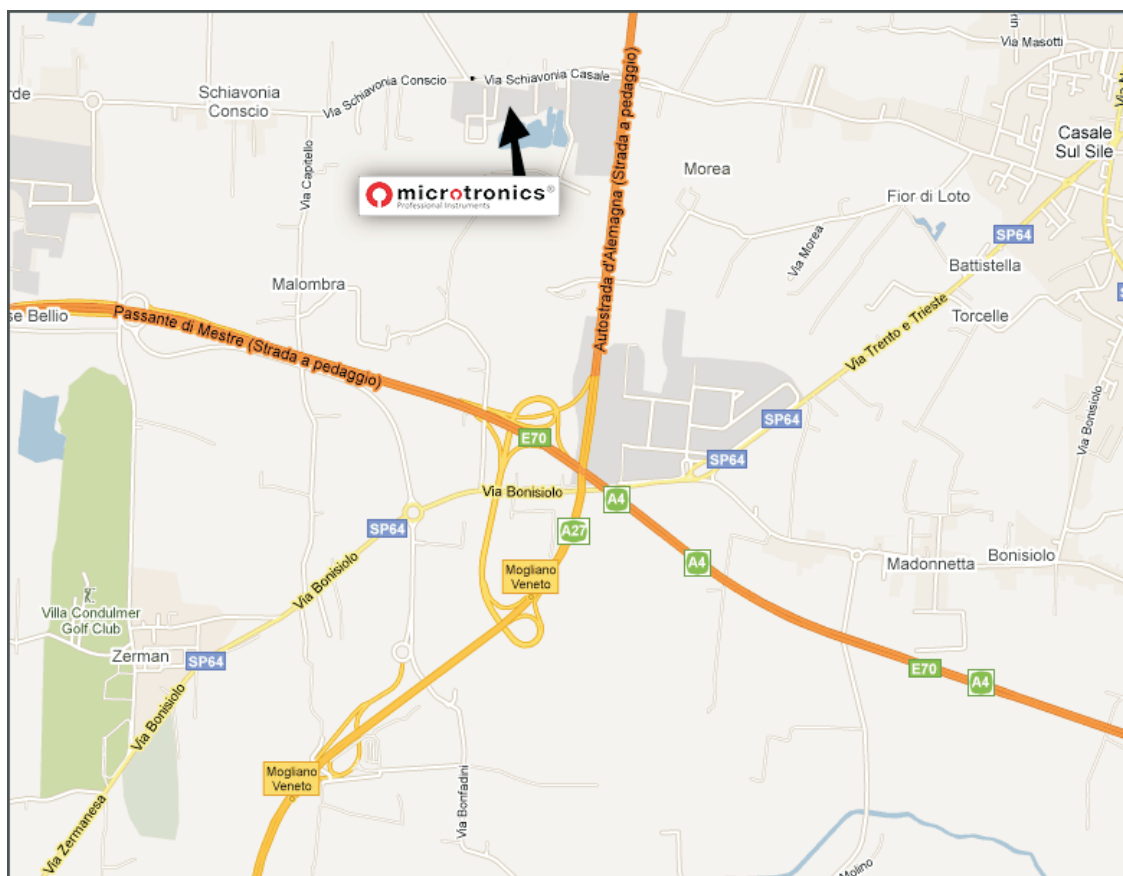 Via Masotti
Via Schiavonia Conscio
Via Schiavonia Casale
rde
Schiavonia
Conscio
Via Schiavonia Conscio
Autostrada d'Alemagna (Strada a pedaggio)
Casale
Sul Sile
Via Capitello
Morea
microtronics®
Professional Instruments
Fior di Loto
SP64
Via Morea
Battistella
Malombra
se Bellio
Passante di Mestre (Strada a pedaggio)
Torcelle
Via Trento e Trieste
SP64
Via Bonisiolo
E70
SP64
Via Bonisiolo
A4
SP64
A27
Via Bonisiolo
Mogliano
Veneto
A4
Madonnetta
Bonisiolo
Villa Condulmer
Golf Club
Zerman
SP64
E70
A4
Via Bonisiolo
Mogliano
Veneto
Via Bonfadini
Via Zermanesa
Molino